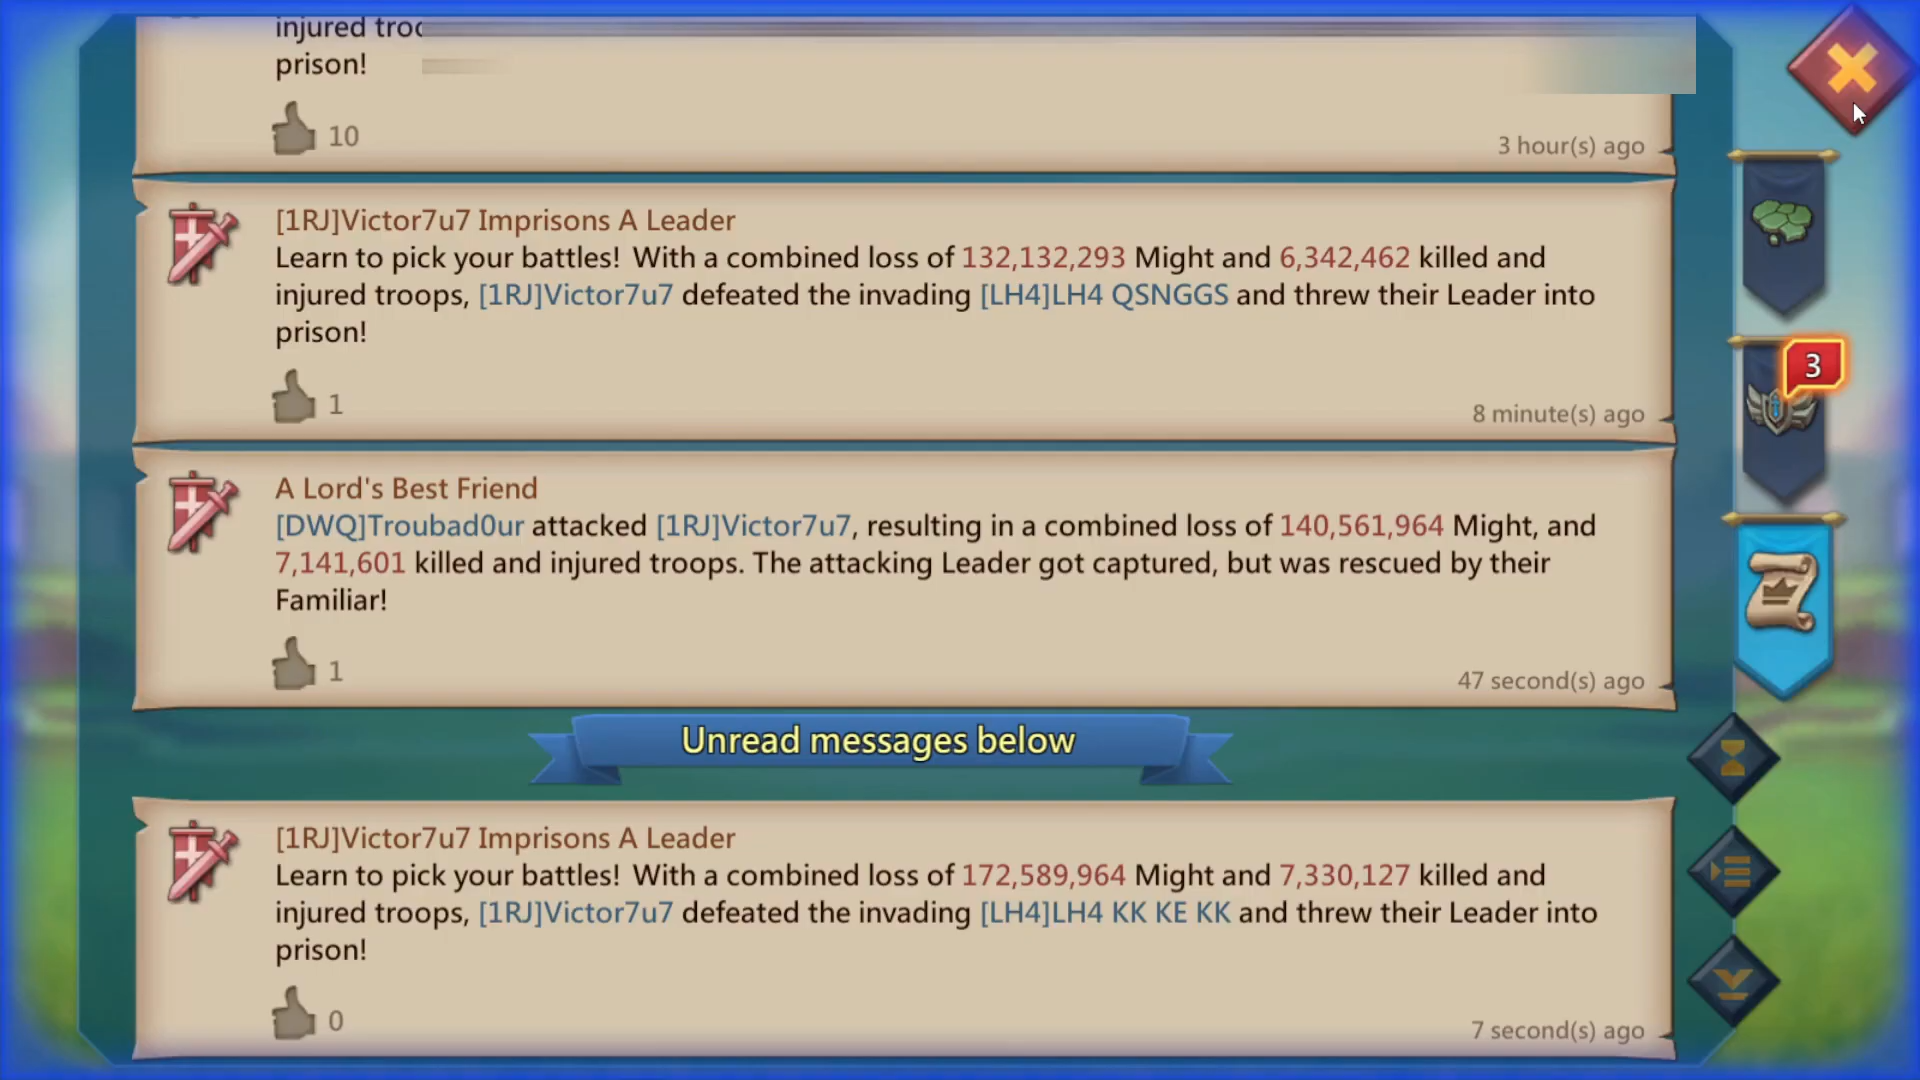 injured troo
prison!
10
3 hour(s) ago
[1RJ]Victor7u7 Imprisons A Leader
Learn to pick your battles! With a combined loss of 132,132,293 Might and 6,342,462 killed and
injured troops, [1RJ]Victor7u7 defeated the invading [LH4]LH4 QSNGGS and threw their Leader into
prison!
1
8 minute(s) ago
3
A Lord's Best Friend
[DWQ]Troubad0ur attacked [1RJ]Victor7u7, resulting in a combined loss of 140,561,964 Might, and
7,141,601 killed and injured troops. The attacking Leader got captured, but was rescued by their
Familiar!
1
47 second(s) ago
Unread messages below
[1RJ]Victor7u7 Imprisons A Leader
Learn to pick your battles! With a combined loss of 172,589,964 Might and 7,330,127 killed and
injured troops, [1RJ]Victor7u7 defeated the invading [LH4]LH4 KK KE KK and threw their Leader into
prison!
0
7 second(s) ago